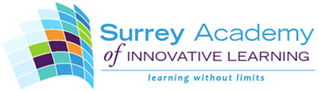 Surrey Academy
of INNOVATIVE LEARNING
learning without limits